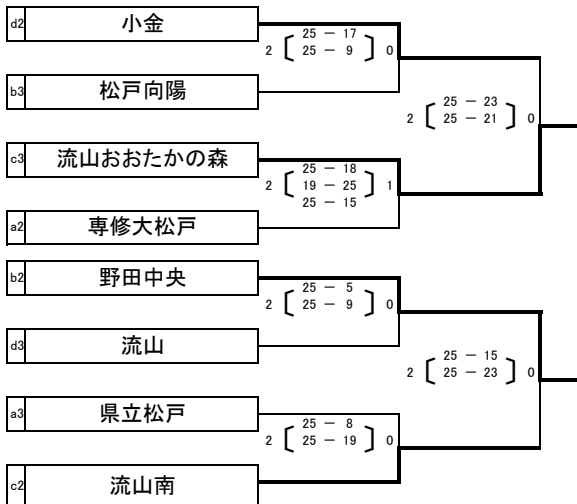 d2 小金
2 25 － 17 0
25 － 9
b3 松戸向陽
2 25 － 23 0
25 － 21
c3 流山おおたかの森
25 － 18
2 19 － 25 1
25 － 15
a2 専修大松戸
b2 野田中央
2 25 － 5 0
25 － 9
d3 流山
2 25 － 15 0
25 － 23
a3 県立松戸
2 25 － 8 0
25 － 19
c2 流山南